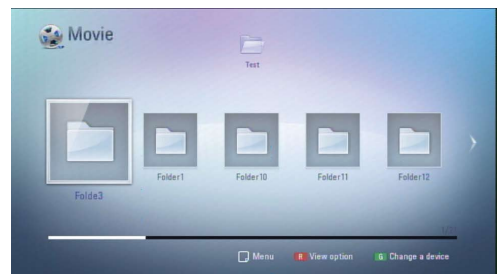 Movie
Test
Folde3
Folder1
Folder10
Folder11
Folder12
Menu
R View option
G Change a device